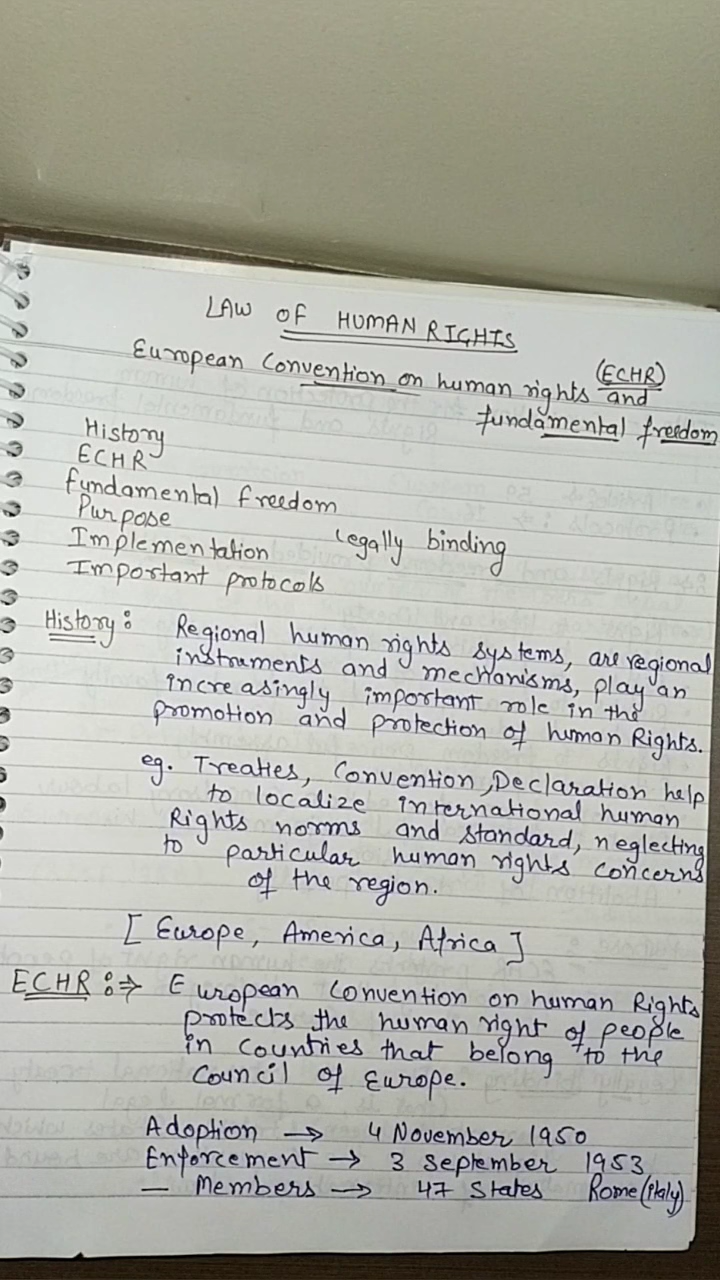 LAW OF HUMAN RIGHTS
European Convention on human rights and (ECHR)
fundamental freedom
History
ECHR
fundamental freedom
Purpose
Implementation legally binding
Important protocols
History: Regional human rights systems, are regional
instruments and mechanisms, play an
increasingly important role in the
promotion and protection of human Rights.
eg. Treaties, Convention, Declaration help
to localize international human
Rights norms and standard, neglecting
to particular human rights concerns
of the region.
[Europe, America, Africa]
ECHR :⇒ European Convention on human Rights
protects the human right of people
in countries that belong to the
Council of Europe.
Adoption → 4 November 1950
Enforcement → 3 September 1953
— Members → 47 States Rome (italy)